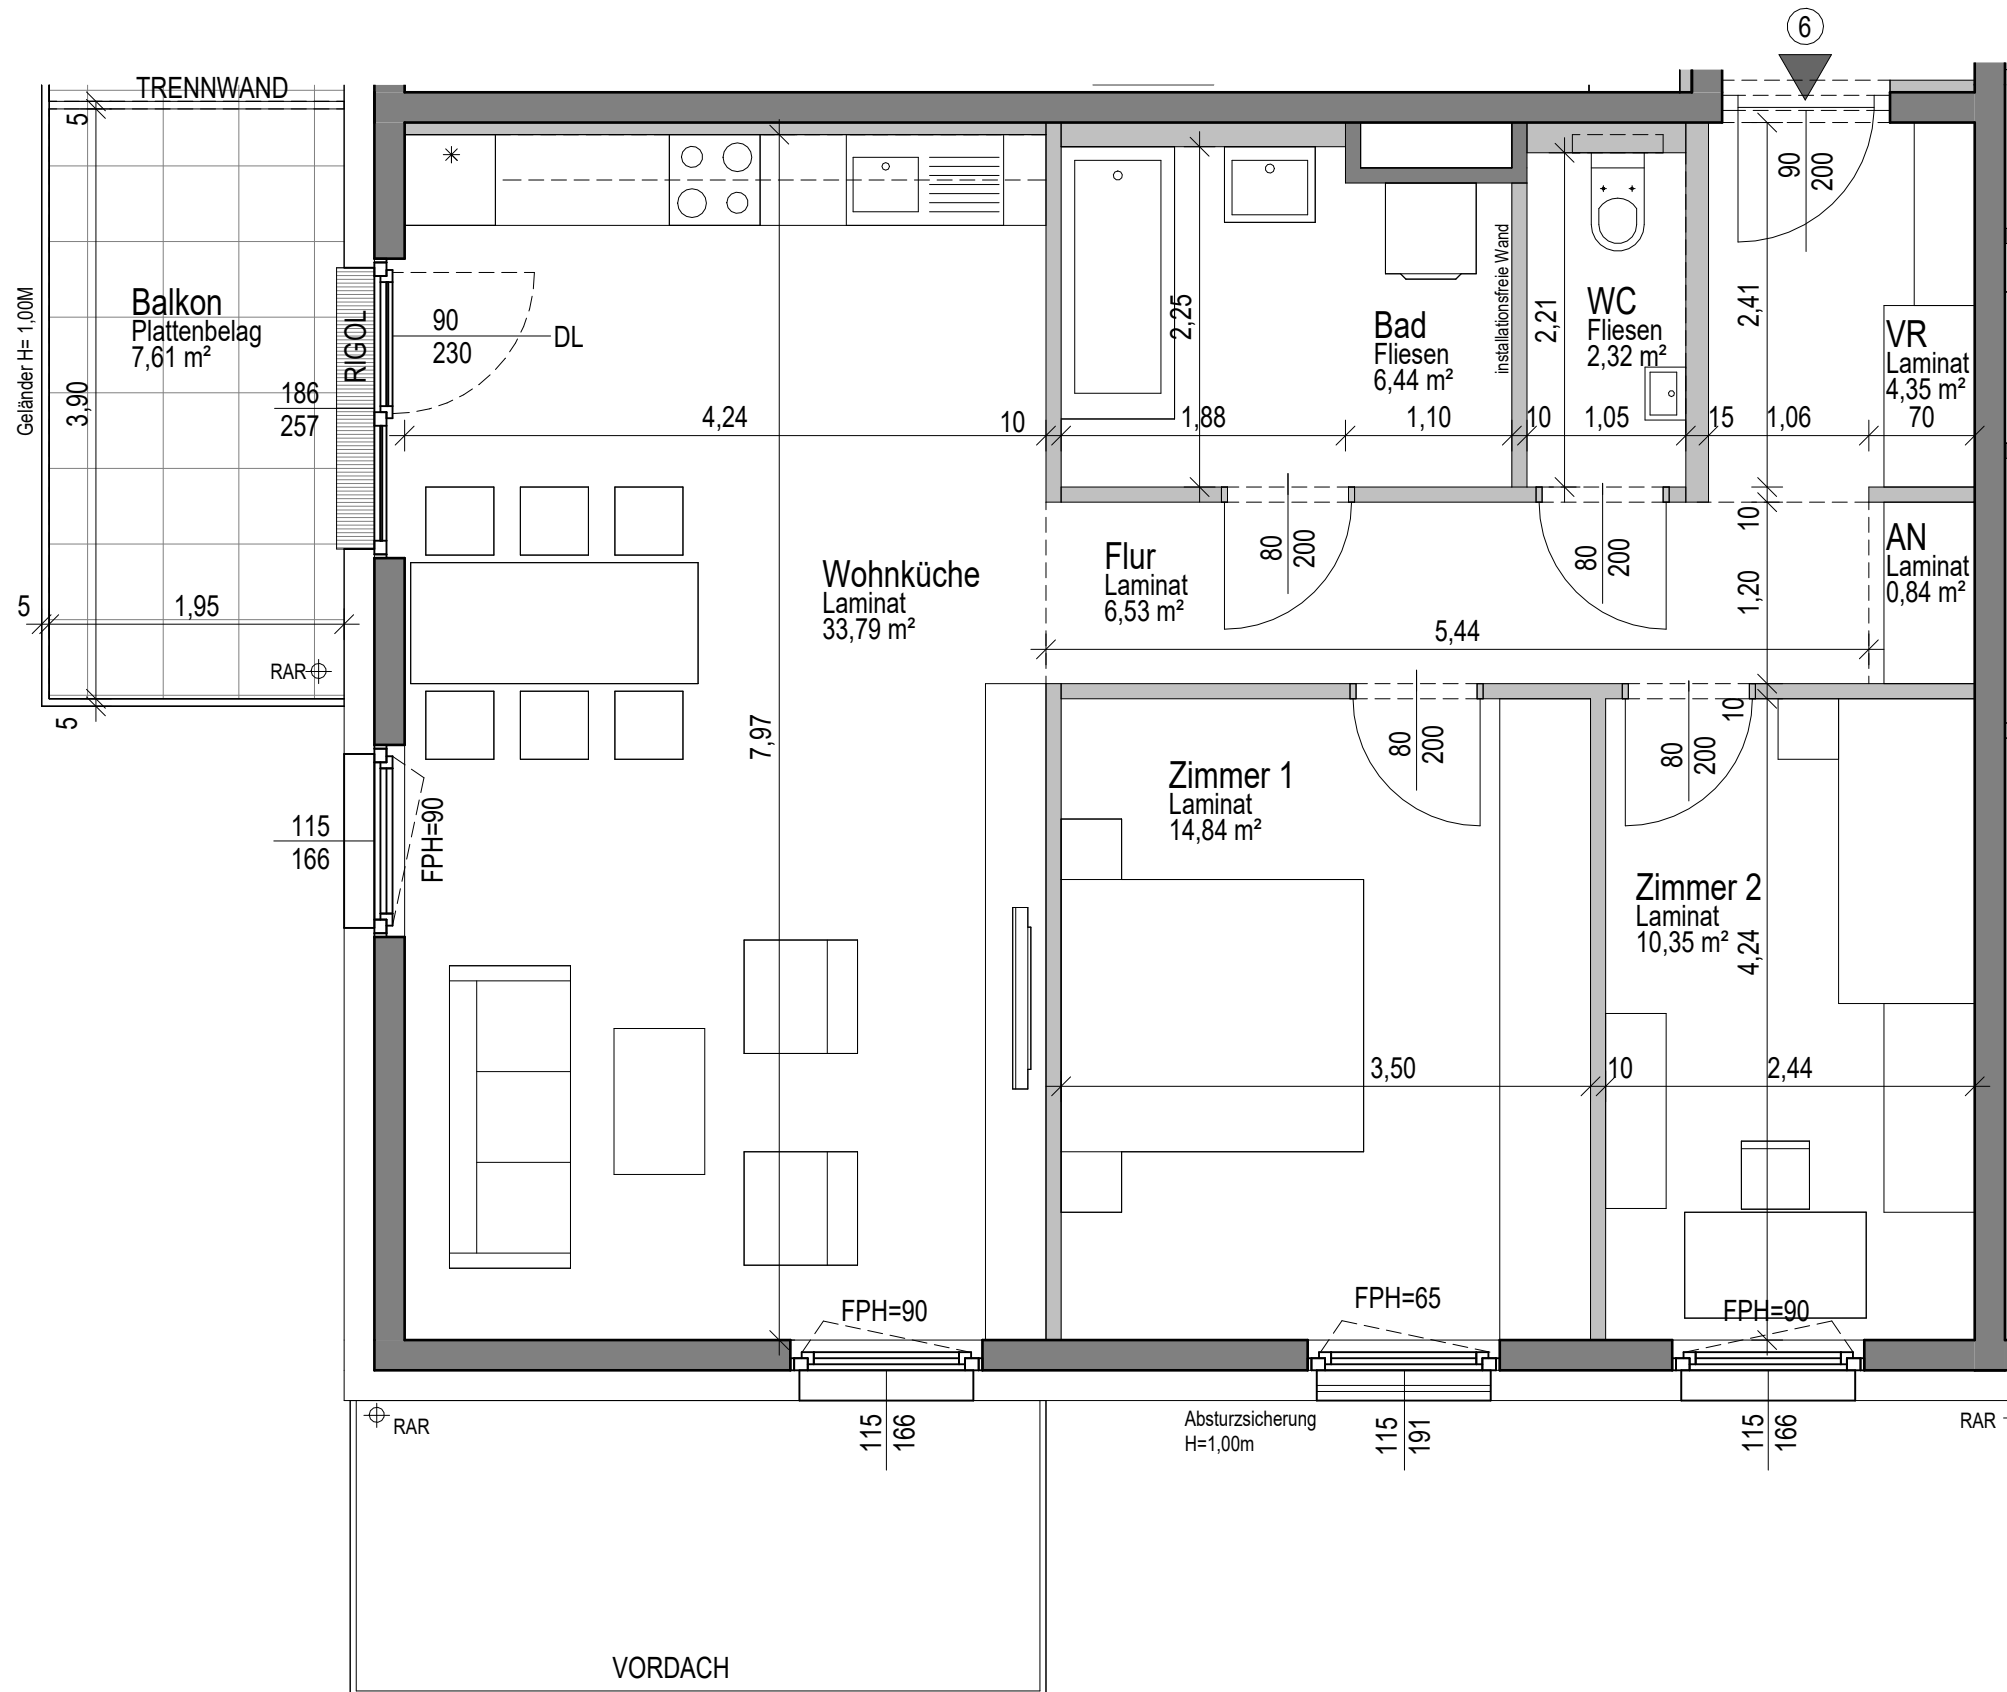 6
TRENNWAND
5
90
200
Geländer H= 1,00M
Balkon
Plattenbelag
7,61 m²
3,90
RIGOL
186
257
90
230
DL
4,24
10
2,25
1,88
Bad
Fliesen
6,44 m²
1,10
installationsfreie Wand
10
2,21
WC
Fliesen
2,32 m²
1,05
15
2,41
1,06
VR
Laminat
4,35 m²
70
5
1,95
RAR
5
Wohnküche
Laminat
33,79 m²
Flur
Laminat
6,53 m²
80
200
80
200
10
1,20
AN
Laminat
0,84 m²
5,44
7,97
115
166
FPH=90
Zimmer 1
Laminat
14,84 m²
80
200
80
200
10
Zimmer 2
Laminat
10,35 m²
4,24
3,50
10
2,44
FPH=90
FPH=65
FPH=90
RAR
115
166
Absturzsicherung
H=1,00m
115
191
115
166
RAR
VORDACH